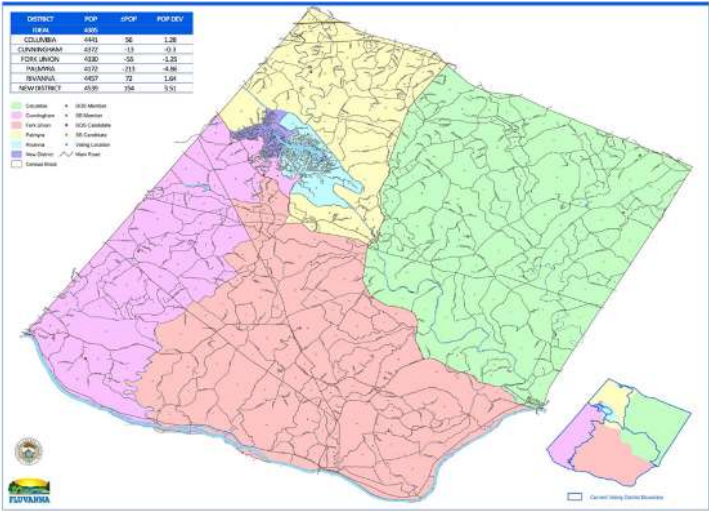 DISTRICT POP ±POP POP DEV
IDEAL 4385
COLUMBIA 4441 56 1.28
CUNNINGHAM 4372 -13 -0.3
FORK UNION 4330 -55 -1.25
PALMYRA 4172 -213 -4.86
RIVANNA 4457 72 1.64
NEW DISTRICT 4539 154 3.51
Columbia BOS Member
Cunningham SB Member
Fork Union BOS Candidate
Palmyra SB Candidate
Rivanna Voting Location
New District Main Road
Census Block
FLUVANNA
Current Voting District Boundary